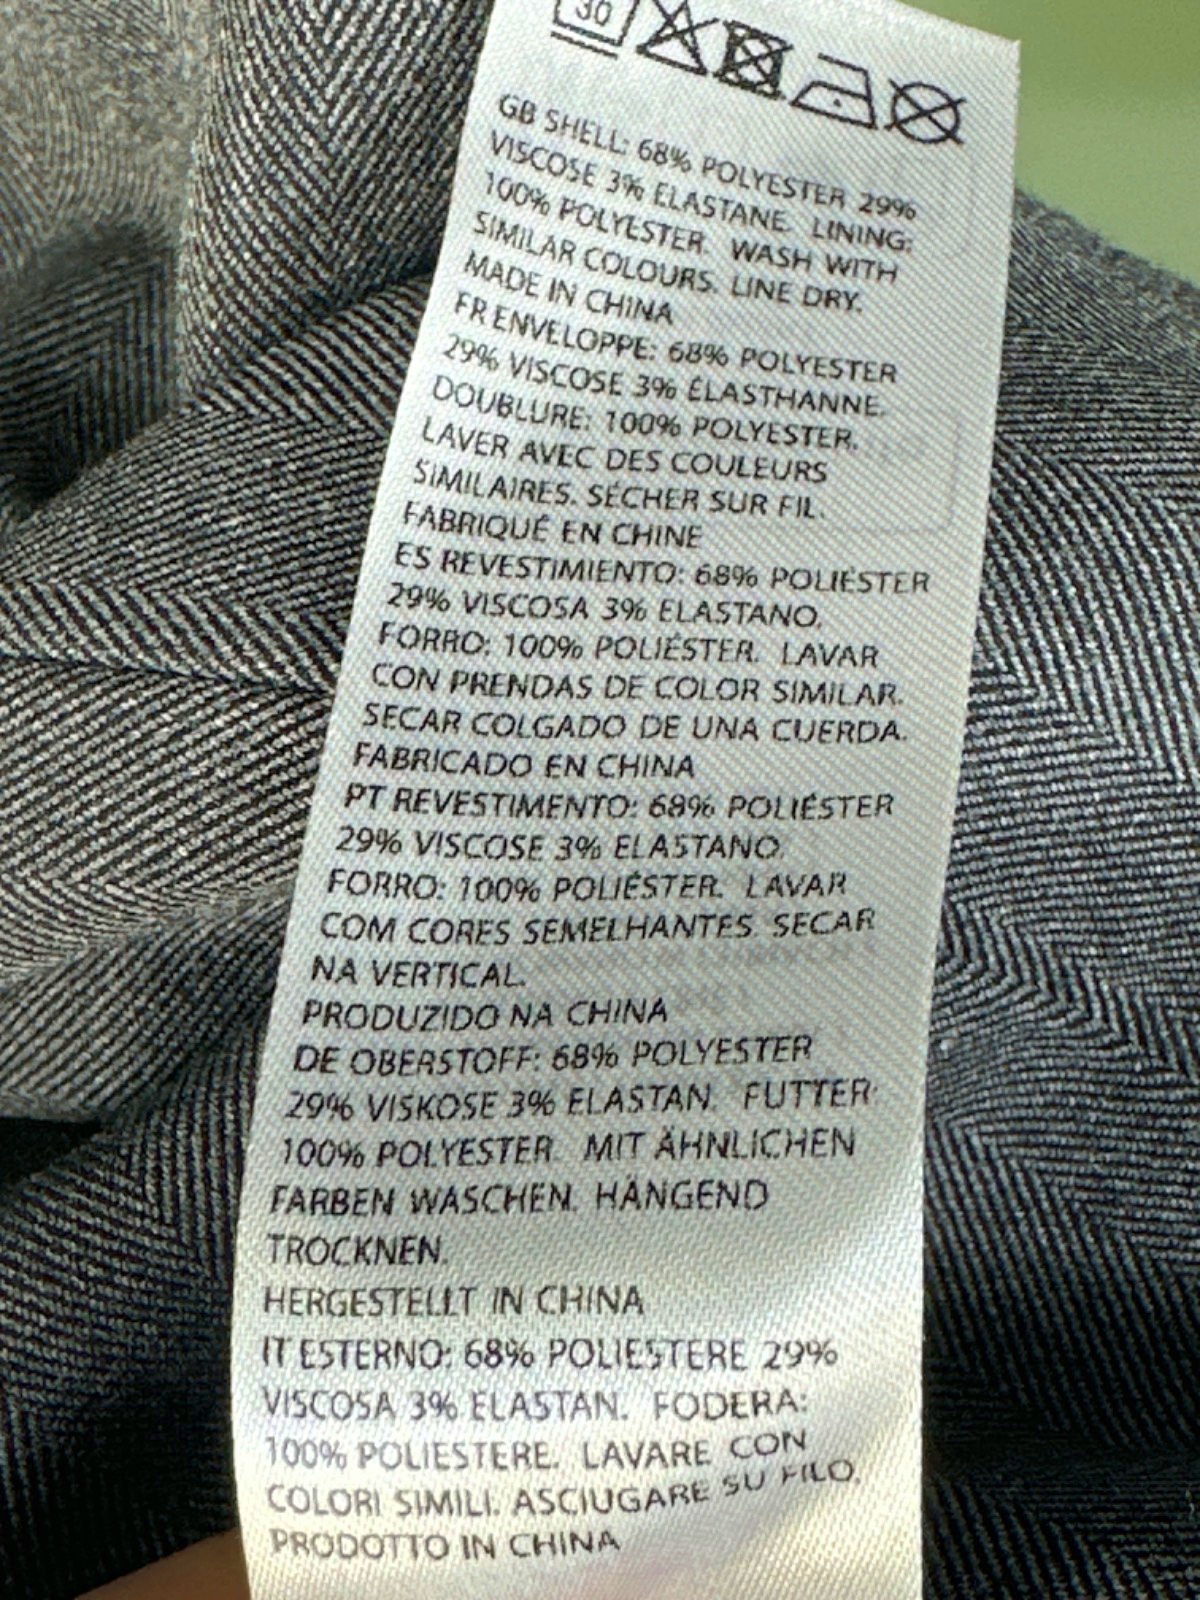 30
GB SHELL: 68% POLYESTER 29%
VISCOSE 3% ELASTANE. LINING:
100% POLYESTER. WASH WITH
SIMILAR COLOURS. LINE DRY.
MADE IN CHINA
FR ENVELOPPE: 68% POLYESTER
29% VISCOSE 3% ÉLASTHANNE.
DOUBLURE: 100% POLYESTER.
LAVER AVEC DES COULEURS
SIMILAIRES. SÉCHER SUR FIL.
FABRIQUÉ EN CHINE
ES REVESTIMIENTO: 68% POLIÉSTER
29% VISCOSA 3% ELASTANO.
FORRO: 100% POLIÉSTER. LAVAR
CON PRENDAS DE COLOR SIMILAR.
SECAR COLGADO DE UNA CUERDA.
FABRICADO EN CHINA
PT REVESTIMENTO: 68% POLIÉSTER
29% VISCOSE 3% ELASTANO.
FORRO: 100% POLIÉSTER. LAVAR
COM CORES SEMELHANTES. SECAR
NA VERTICAL.
PRODUZIDO NA CHINA
DE OBERSTOFF: 68% POLYESTER
29% VISKOSE 3% ELASTAN. FUTTER:
100% POLYESTER. MIT ÄHNLICHEN
FARBEN WASCHEN. HÄNGEND
TROCKNEN.
HERGESTELLT IN CHINA
IT ESTERNO: 68% POLIESTERE 29%
VISCOSA 3% ELASTAN. FODERA:
100% POLIESTERE. LAVARE CON
COLORI SIMILI. ASCIUGARE SU FILO.
PRODOTTO IN CHINA